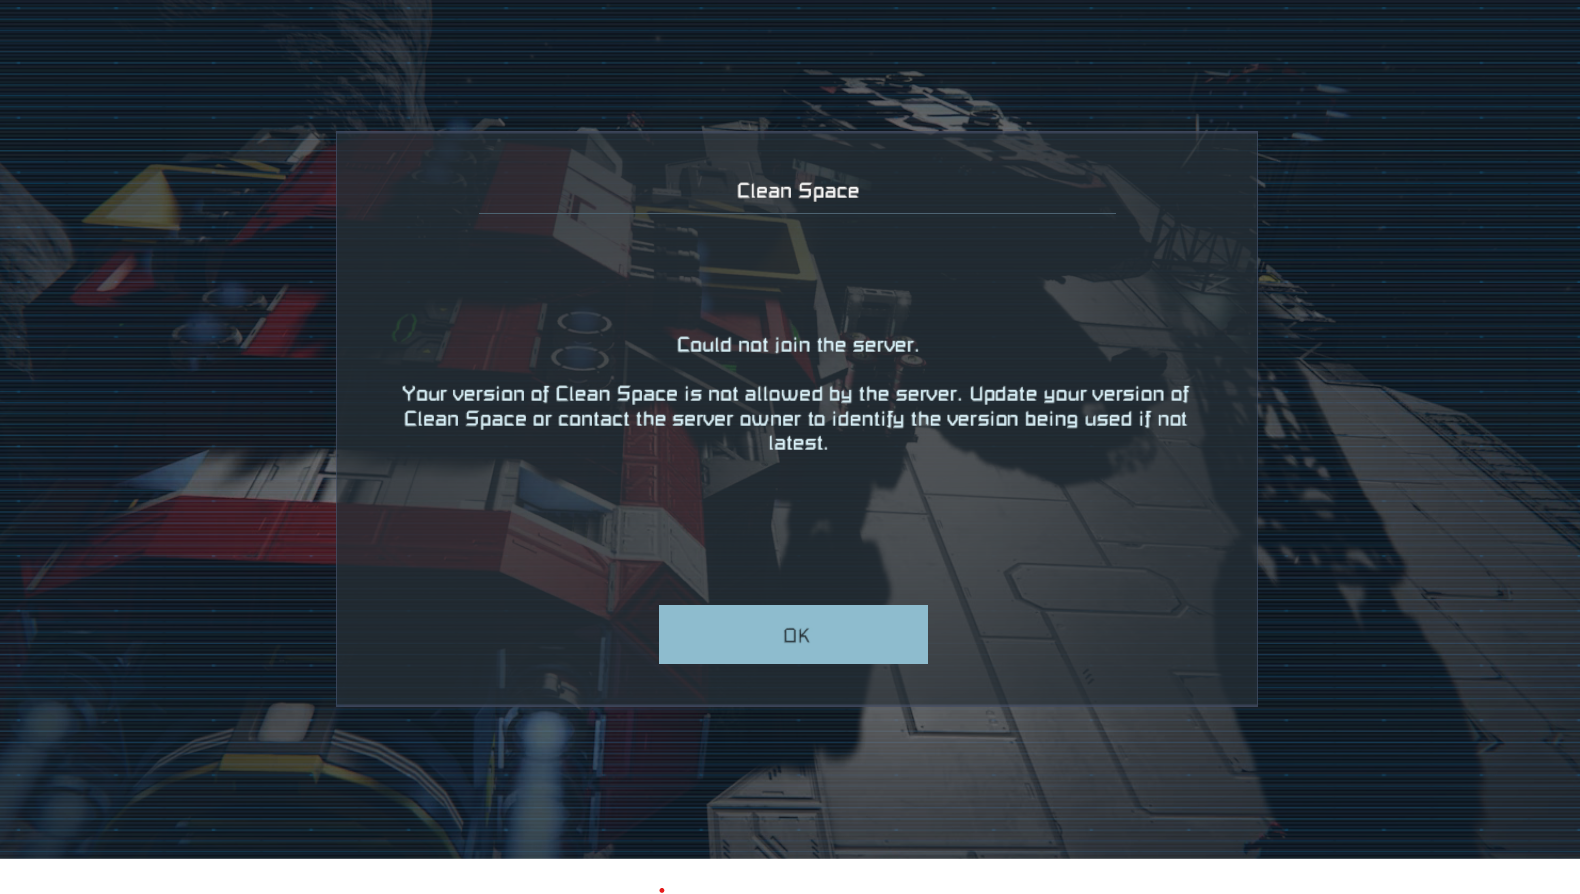 Clean Space
Could not join the server.
Your version of Clean Space is not allowed by the server. Update your version of
Clean Space or contact the server owner to identify the version being used if not
latest.
OK